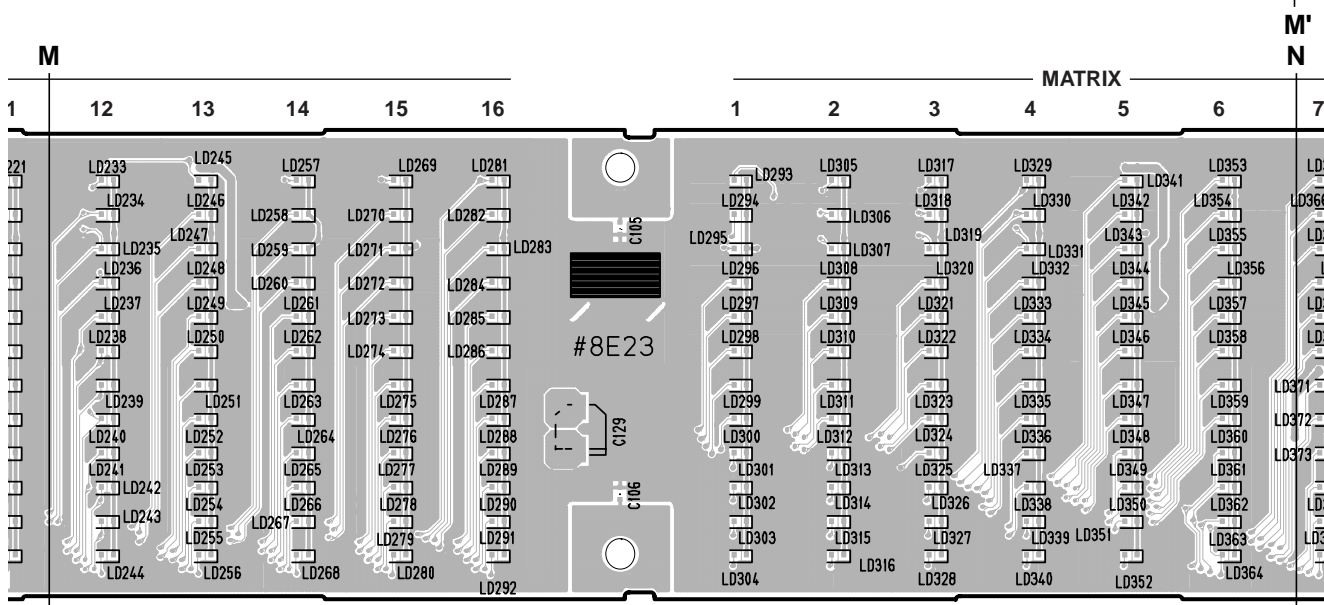 M'
M N
MATRIX
1 12 13 14 15 16 1 2 3 4 5 6 7
221 LD233 LD245 LD257 LD269 LD281 LD293 LD305 LD317 LD329 LD341 LD353
LD234 LD246 LD258 LD270 LD282 LD294 LD306 LD318 LD330 LD342 LD354 LD366
C105
LD235 LD247 LD259 LD271 LD283 LD295 LD307 LD319 LD331 LD343 LD355
LD236 LD248 LD260 LD272 LD284 LD296 LD308 LD320 LD332 LD344 LD356
LD237 LD249 LD261 LD273 LD285 LD297 LD309 LD321 LD333 LD345 LD357
LD238 LD250 LD262 LD274 LD286 LD298 LD310 LD322 LD334 LD346 LD358
#8E23
LD239 LD251 LD263 LD275 LD287 LD299 LD311 LD323 LD335 LD347 LD359 LD371
C129
LD240 LD252 LD264 LD276 LD288 LD300 LD312 LD324 LD336 LD348 LD360 LD372
LD241 LD253 LD265 LD277 LD289 LD301 LD313 LD325 LD337 LD349 LD361 LD373
LD242 LD254 LD266 LD278 LD290 LD302 LD314 LD326 LD338 LD350 LD362
C106
LD243 LD255 LD267 LD279 LD291 LD303 LD315 LD327 LD339 LD351 LD363
LD244 LD256 LD268 LD280 LD292 LD304 LD316 LD328 LD340 LD352 LD364